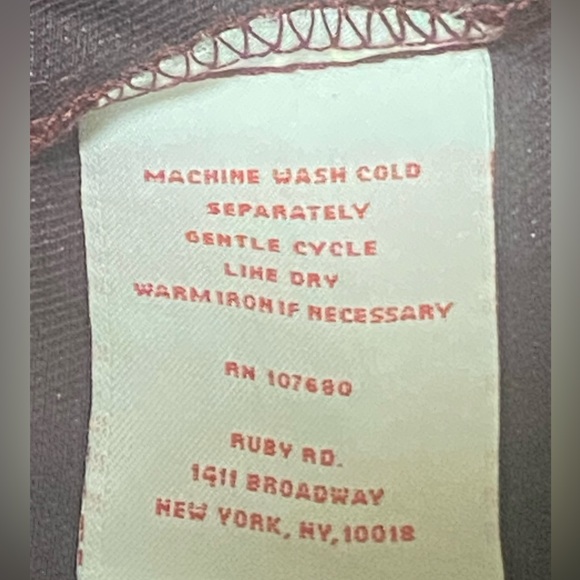 MACHINE WASH COLD
SEPARATELY
GENTLE CYCLE
LINE DRY
WARM IRON IF NECESSARY
RN 107680
RUBY RD.
1411 BROADWAY
NEW YORK, NY, 10018